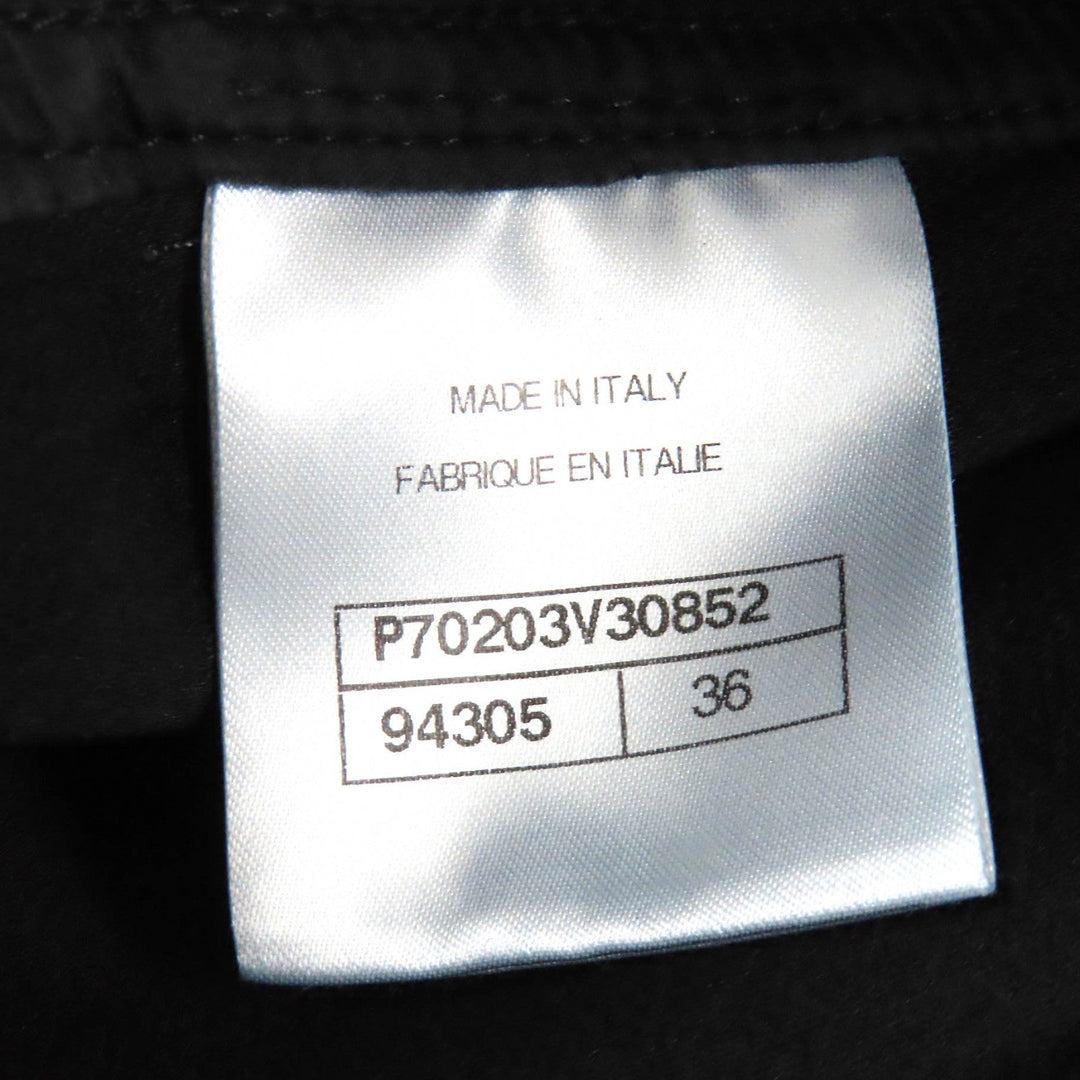 MADE IN ITALY
FABRIQUE EN ITALIE
P70203V30852
94305 36